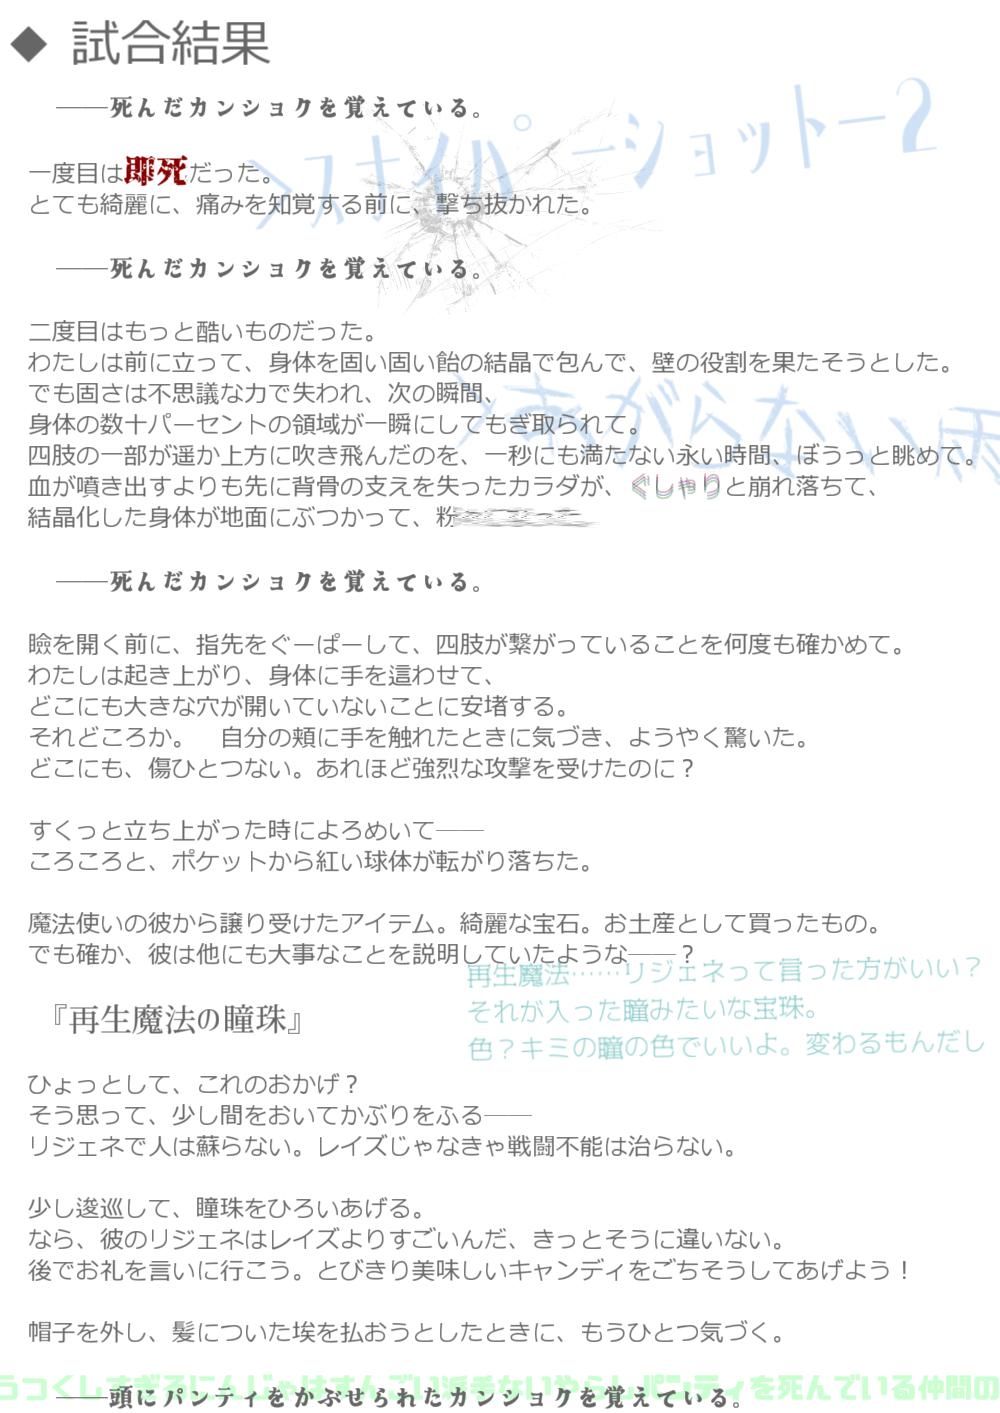 ◆ 試合結果
──死んだカンショクを覚えている。
>スナイパーショットー2
一度目は即死だった。
とても綺麗に、痛みを知覚する前に、撃ち抜かれた。
──死んだカンショクを覚えている。
二度目はもっと酷いものだった。
わたしは前に立って、身体を固い固い飴の結晶で包んで、壁の役割を果たそうとした。
でも固さは不思議な力で失われ、次の瞬間、
>あがらない雨
身体の数十パーセントの領域が一瞬にしてもぎ取られて。
四肢の一部が遥か上方に吹き飛んだのを、一秒にも満たない永い時間、ぼうっと眺めて。
血が噴き出すよりも先に背骨の支えを失ったカラダが、ぐしゃりと崩れ落ちて、
結晶化した身体が地面にぶつかって、粉
──死んだカンショクを覚えている。
瞼を開く前に、指先をぐーぱーして、四肢が繋がっていることを何度も確かめて。
わたしは起き上がり、身体に手を這わせて、
どこにも大きな穴が開いていないことに安堵する。
それどころか。　自分の頬に手を触れたときに気づき、ようやく驚いた。
どこにも、傷ひとつない。あれほど強烈な攻撃を受けたのに？
すくっと立ち上がった時によろめいて──
ころころと、ポケットから紅い球体が転がり落ちた。
魔法使いの彼から譲り受けたアイテム。綺麗な宝石。お土産として買ったもの。
でも確か、彼は他にも大事なことを説明していたような──？
再生魔法……リジェネって言った方がいい？
それが入った瞳みたいな宝珠。
色？キミの瞳の色でいいよ。変わるもんだし
『再生魔法の瞳珠』
ひょっとして、これのおかげ？
そう思って、少し間をおいてかぶりをふる──
リジェネで人は蘇らない。レイズじゃなきゃ戦闘不能は治らない。
少し逡巡して、瞳珠をひろいあげる。
なら、彼のリジェネはレイズよりすごいんだ、きっとそうに違いない。
後でお礼を言いに行こう。とびきり美味しいキャンディをごちそうしてあげよう！
帽子を外し、髪についた埃を払おうとしたときに、もうひとつ気づく。
うつくしすぎるにんじゃはすんでい パンティを死んでいる仲間の
──頭にパンティをかぶせられたカンショクを覚えている。